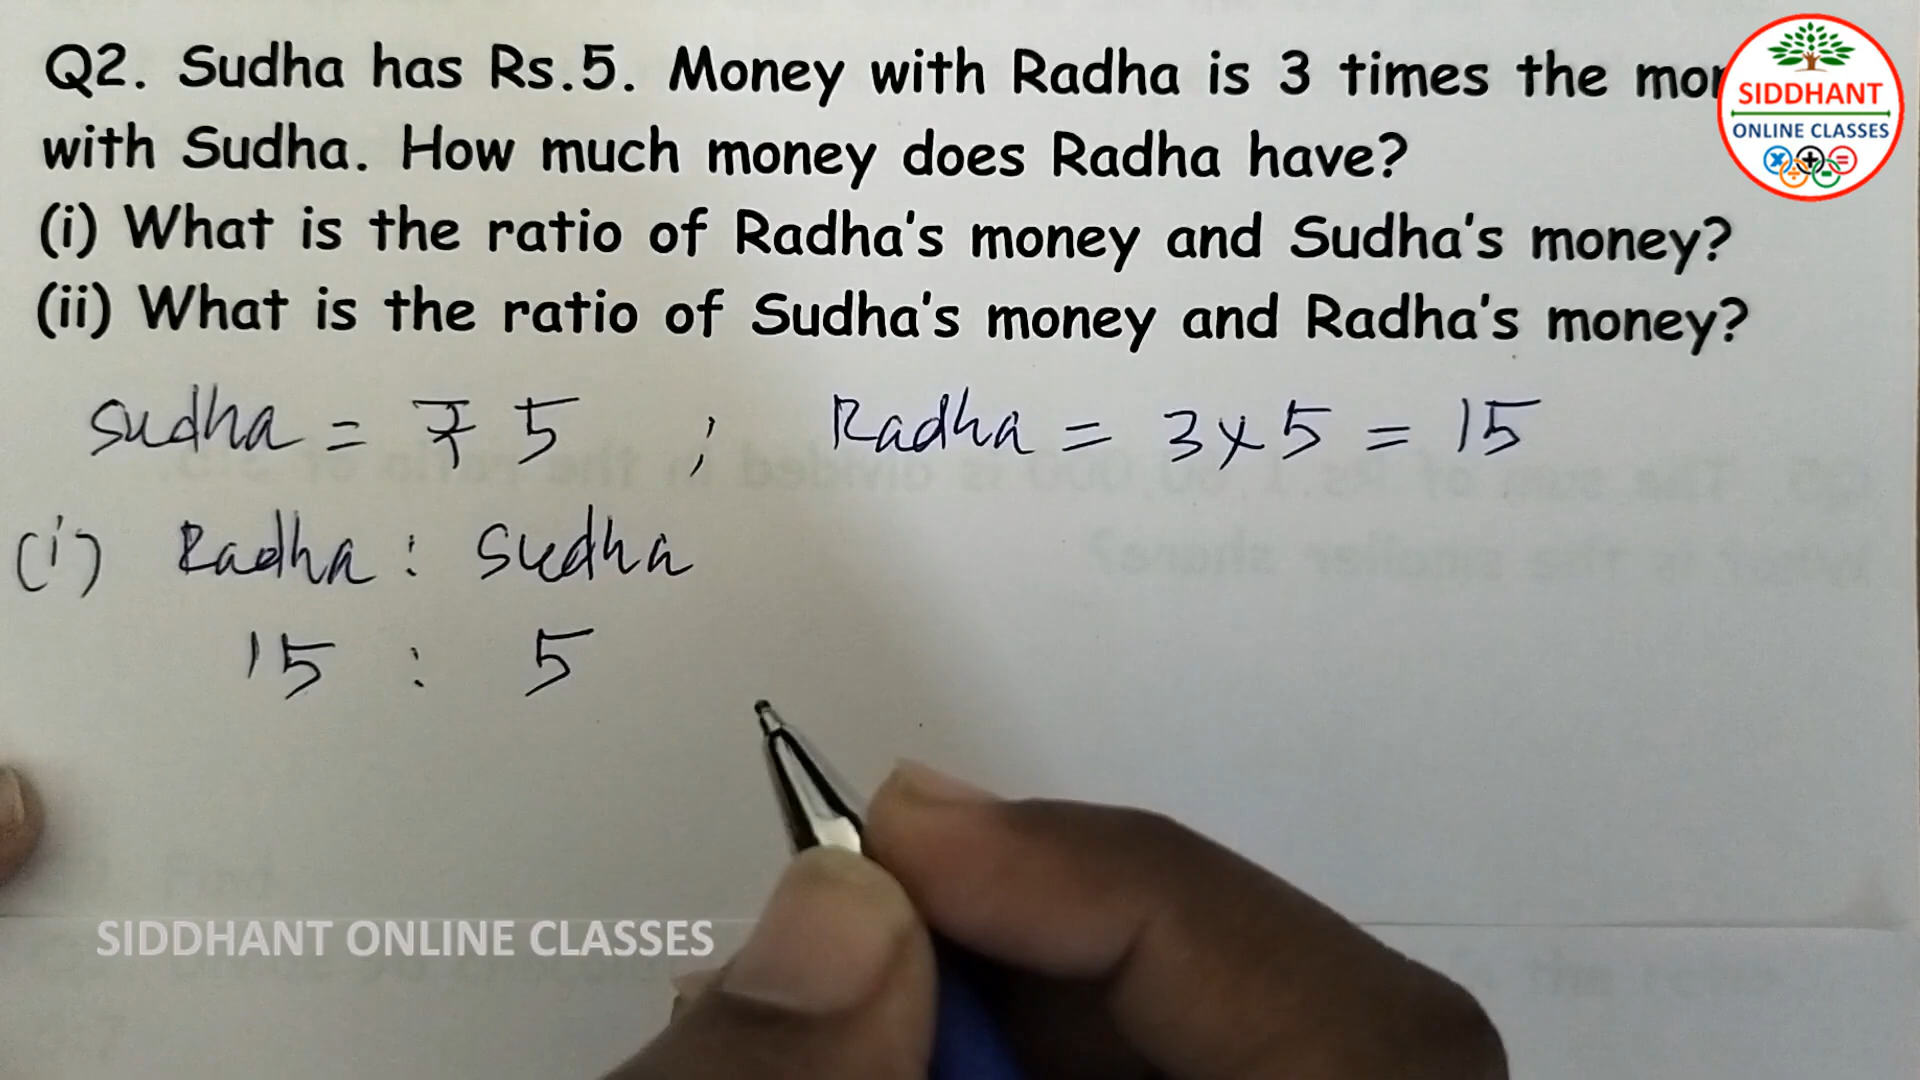 Q2. Sudha has Rs.5. Money with Radha is 3 times the
with Sudha. How much money does Radha have?
(i) What is the ratio of Radha's money and Sudha's money?
(ii) What is the ratio of Sudha's money and Radha's money?
Sudha = ₹ 5 ; Radha = 3 x 5 = 15
(i) Radha : Sudha
15 : 5
SIDDHANT
ONLINE CLASSES
SIDDHANT ONLINE CLASSES